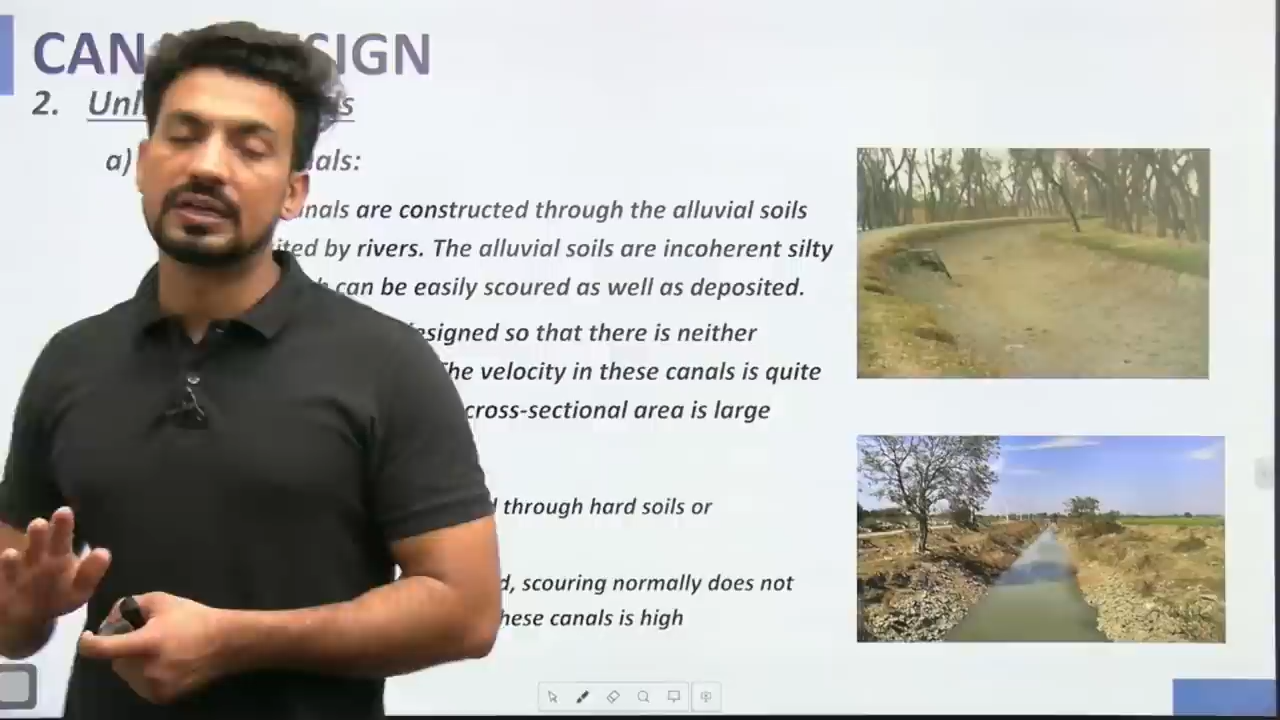 CAN SIGN
2. Unl s
a) als:
anals are constructed through the alluvial soils
ited by rivers. The alluvial soils are incoherent silty
h can be easily scoured as well as deposited.
esigned so that there is neither
The velocity in these canals is quite
cross-sectional area is large
through hard soils or
d, scouring normally does not
hese canals is high